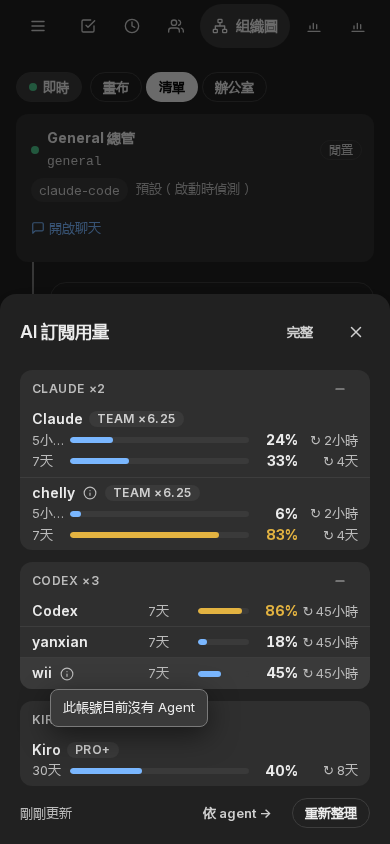 組織圖
即時 畫布 清單 辦公室
General 總管
general
閒置
claude-code 預設 ( 啟動時偵測 )
開啟聊天
AI 訂閱用量 完整
CLAUDE ×2
Claude TEAM ×6.25
5小… 24% ↻ 2小時
7天 33% ↻ 4天
chelly TEAM ×6.25
5小… 6% ↻ 2小時
7天 83% ↻ 4天
CODEX ×3
Codex 7天 86% ↻ 45小時
yanxian 7天 18% ↻ 45小時
wii 7天 45% ↻ 45小時
此帳號目前沒有 Agent
Kiro PRO+
30天 40% ↻ 8天
剛剛更新 依 agent → 重新整理